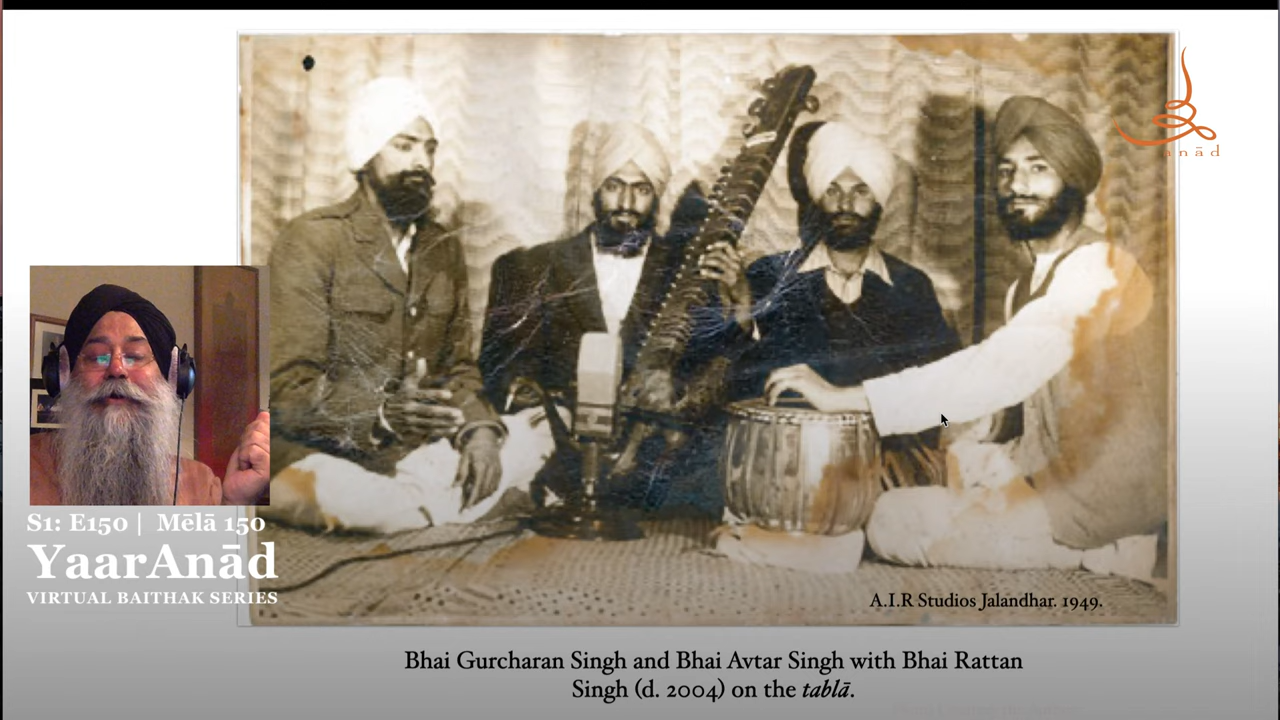 anād
S1: E150 | Mēlā 150
YaarAnād
VIRTUAL BAITHAK SERIES
A.I.R Studios Jalandhar. 1949.
Bhai Gurcharan Singh and Bhai Avtar Singh with Bhai Rattan
Singh (d. 2004) on the tablā.